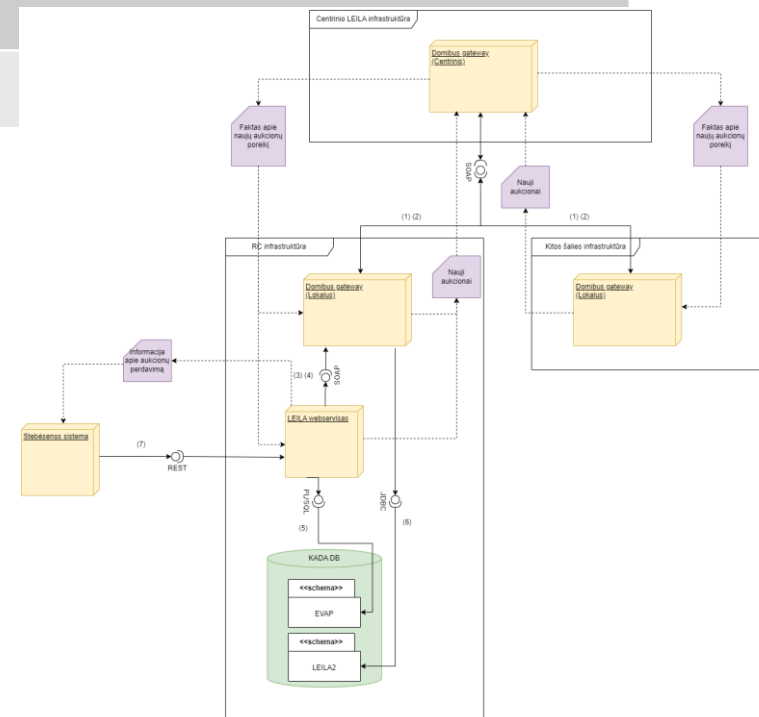 Centrinio LEILA infrastruktūra
Domibus gateway
(Centrinis)
Faktas apie
naujų aukcionų
poreikį
Faktas apie
naujų aukcionų
poreikį
SOAP
Nauji
aukcionai
(1) (2)
(1) (2)
RC infrastruktūra
Kitos šalies infrastruktūra
Nauji
aukcionai
Domibus gateway
(Lokalus)
Domibus gateway
(Lokalus)
Informacija
apie aukcionų
perdavimą
(3) (4)
SOAP
LEILA webservisas
Stebėsenos sistema
(7)
REST
PL/SQL
JDBC
(5)
(6)
KADA DB
<<schema>>
EVAP
<<schema>>
LEILA2